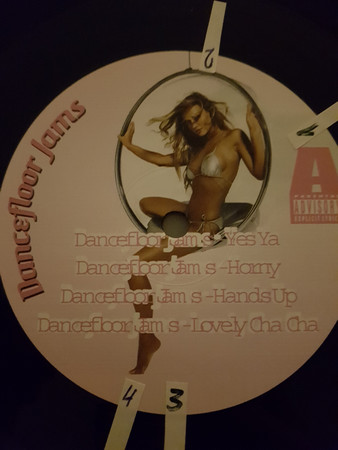 2
1
Dancefloor Jams
A
PARENTAL
ADVISORY
EXPLICIT LYRICS
Dancefloor Jams - Yes Ya
Dancefloor Jams - Horny
Dancefloor Jams - Hands Up
Dancefloor Jams - Lovely Cha Cha
4
3